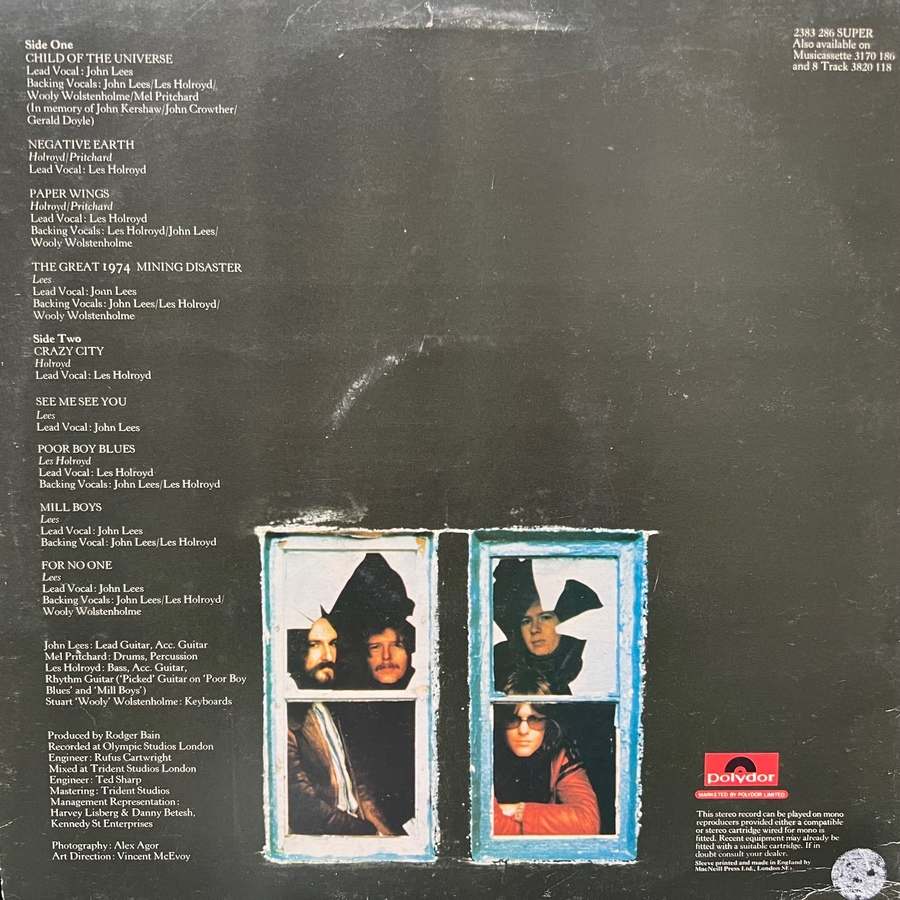 Side One
CHILD OF THE UNIVERSE
Lead Vocal : John Lees
Backing Vocals : John Lees/Les Holroyd/
Wooly Wolstenholme/Mel Pritchard
(In memory of John Kershaw/John Crowther/
Gerald Doyle)
NEGATIVE EARTH
Holroyd/Pritchard
Lead Vocal : Les Holroyd
PAPER WINGS
Holroyd/Pritchard
Lead Vocal : Les Holroyd
Backing Vocals : Les Holroyd/John Lees/
Wooly Wolstenholme
THE GREAT 1974 MINING DISASTER
Lees
Lead Vocal : John Lees
Backing Vocals : John Lees/Les Holroyd/
Wooly Wolstenholme
Side Two
CRAZY CITY
Holroyd
Lead Vocal : Les Holroyd
SEE ME SEE YOU
Lees
Lead Vocal : John Lees
POOR BOY BLUES
Les Holroyd
Lead Vocal : Les Holroyd
Backing Vocals : John Lees/Les Holroyd
MILL BOYS
Lees
Lead Vocal : John Lees
Backing Vocal : John Lees/Les Holroyd
FOR NO ONE
Lees
Lead Vocal : John Lees
Backing Vocals : John Lees/Les Holroyd/
Wooly Wolstenholme
John Lees : Lead Guitar, Acc. Guitar
Mel Pritchard : Drums, Percussion
Les Holroyd : Bass, Acc. Guitar,
Rhythm Guitar ('Picked' Guitar on 'Poor Boy
Blues' and 'Mill Boys')
Stuart 'Wooly' Wolstenholme : Keyboards
Produced by Rodger Bain
Recorded at Olympic Studios London
Engineer : Rufus Cartwright
Mixed at Trident Studios London
Engineer : Ted Sharp
Mastering : Trident Studios
Management Representation :
Harvey Lisberg & Danny Betesh,
Kennedy St Enterprises
Photography : Alex Agor
Art Direction : Vincent McEvoy
2383 286 SUPER
Also available on
Musicassette 3170 186
and 8 Track 3820 118
polydor
MARKETED BY POLYDOR LIMITED
This stereo record can be played on mono
reproducers provided either a compatible
or stereo cartridge wired for mono is
fitted. Recent equipment may already be
fitted with a suitable cartridge. If in
doubt consult your dealer.
Sleeve printed and made in England by
MacNeill Press Ltd., London SE1